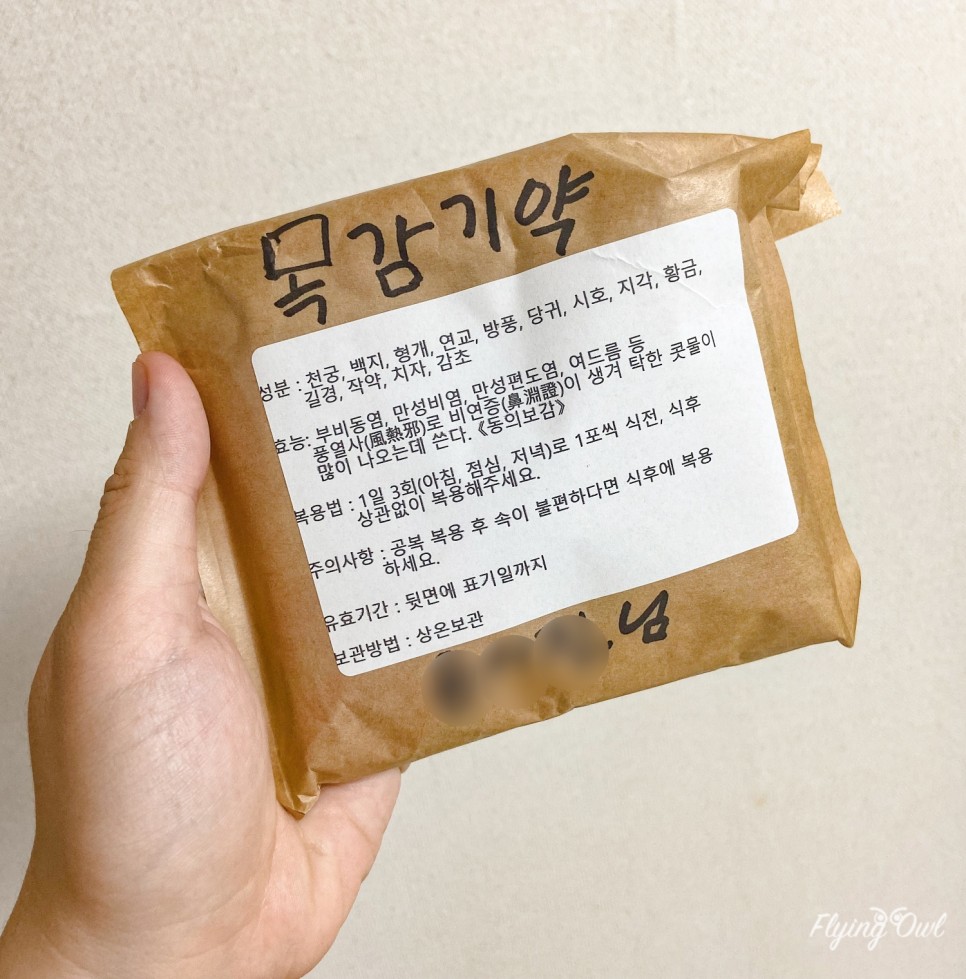 목감기약
성분 : 천궁, 백지, 형개, 연교, 방풍, 당귀, 시호, 지각, 황금,
길경, 작약, 치자, 감초
효능: 부비동염, 만성비염, 만성편도염, 여드름 등
풍열사(風熱邪)로 비연증(鼻淵證)이 생겨 탁한 콧물이
많이 나오는데 쓴다.《동의보감》
복용법 : 1일 3회(아침, 점심, 저녁)로 1포씩 식전, 식후
상관없이 복용해주세요.
주의사항 : 공복 복용 후 속이 불편하다면 식후에 복용
하세요.
유효기간 : 뒷면에 표기일까지
보관방법 : 상온보관
님
Flying Owl